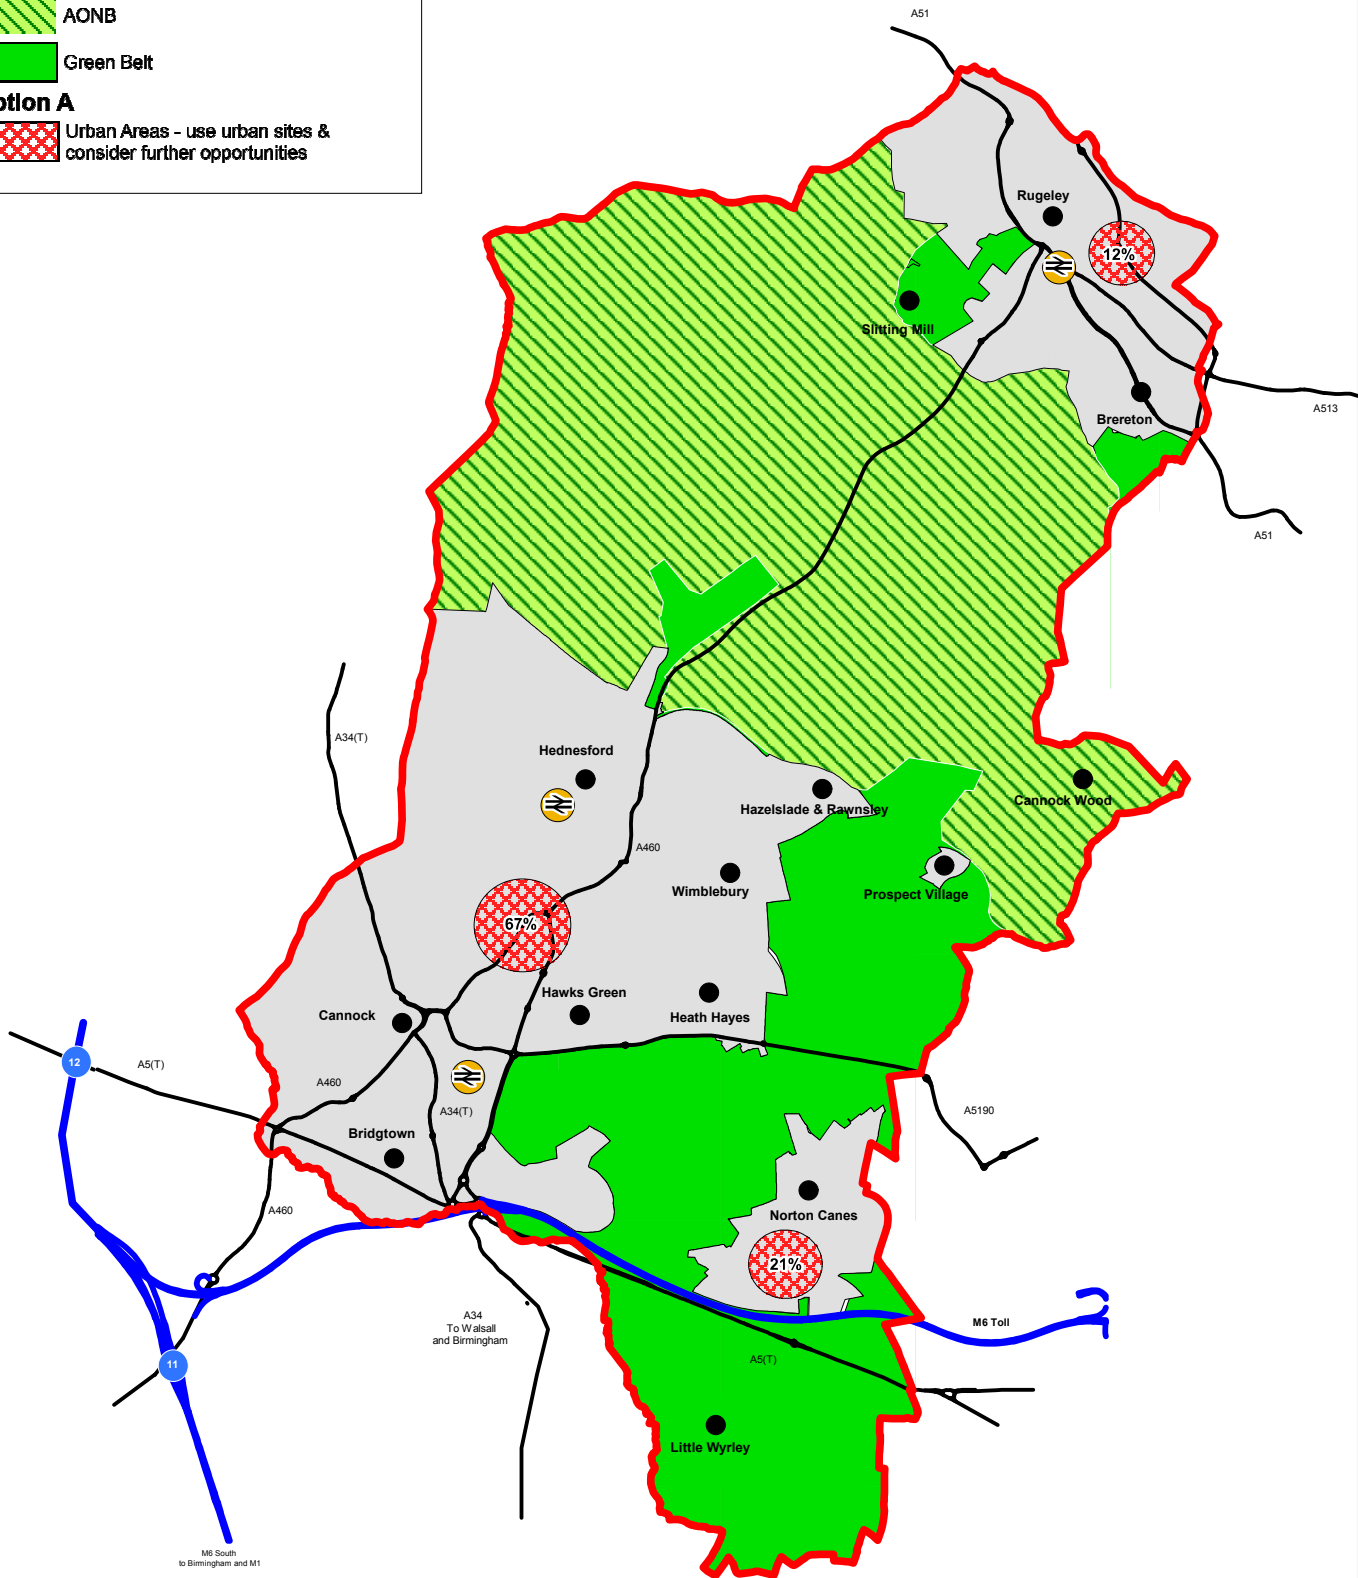 AONB
Green Belt
ption A
Urban Areas - use urban sites &
consider further opportunities
A51
Rugeley
12%
Slitting Mill
Brereton
A513
A51
A34(T)
Hednesford
Hazelslade & Rawnsley
Cannock Wood
A460
Wimblebury
Prospect Village
67%
Hawks Green
Heath Hayes
Cannock
12
A5(T)
A460
A34(T)
A5190
Bridgtown
Norton Canes
A460
21%
A34
To Walsall
and Birmingham
M6 Toll
A5(T)
11
Little Wyrley
M6 South
to Birmingham and M1